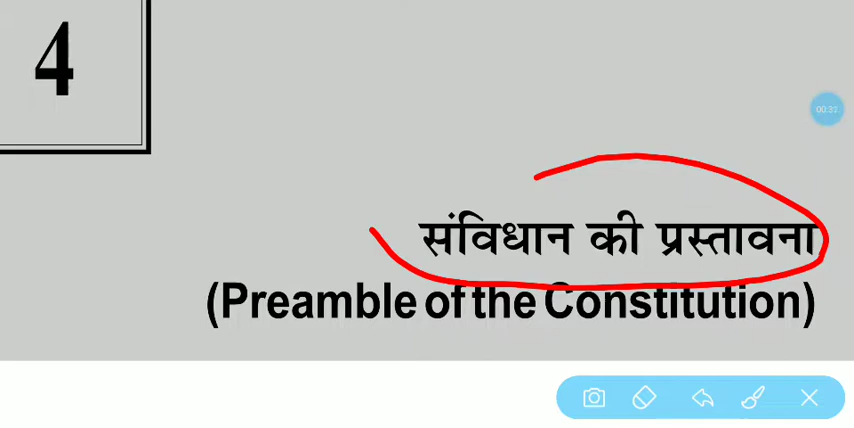 4
00:31
संविधान की प्रस्तावना
(Preamble of the Constitution)